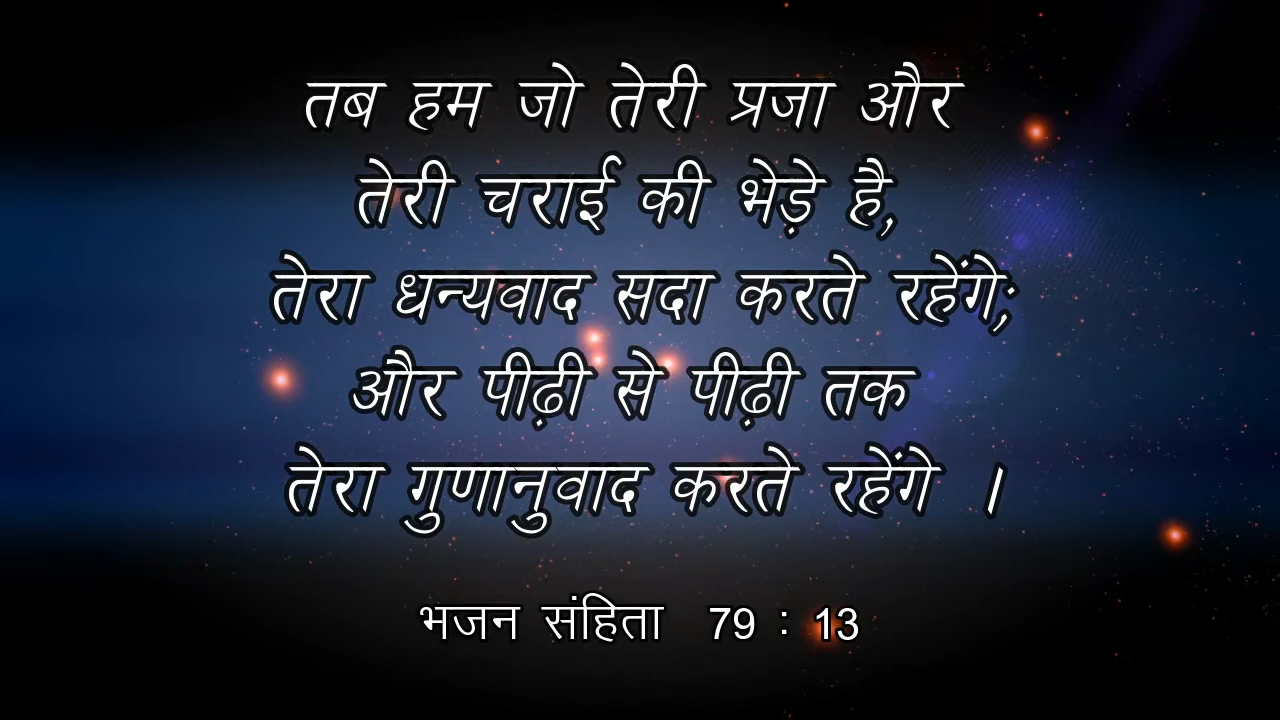 तब हम जो तेरी प्रजा और
तेरी चराई की भेड़े है,
तेरा धन्यवाद सदा करते रहेंगे;
और पीढ़ी से पीढ़ी तक
तेरा गुणानुवाद करते रहेंगे ।
भजन संहिता 79 : 13